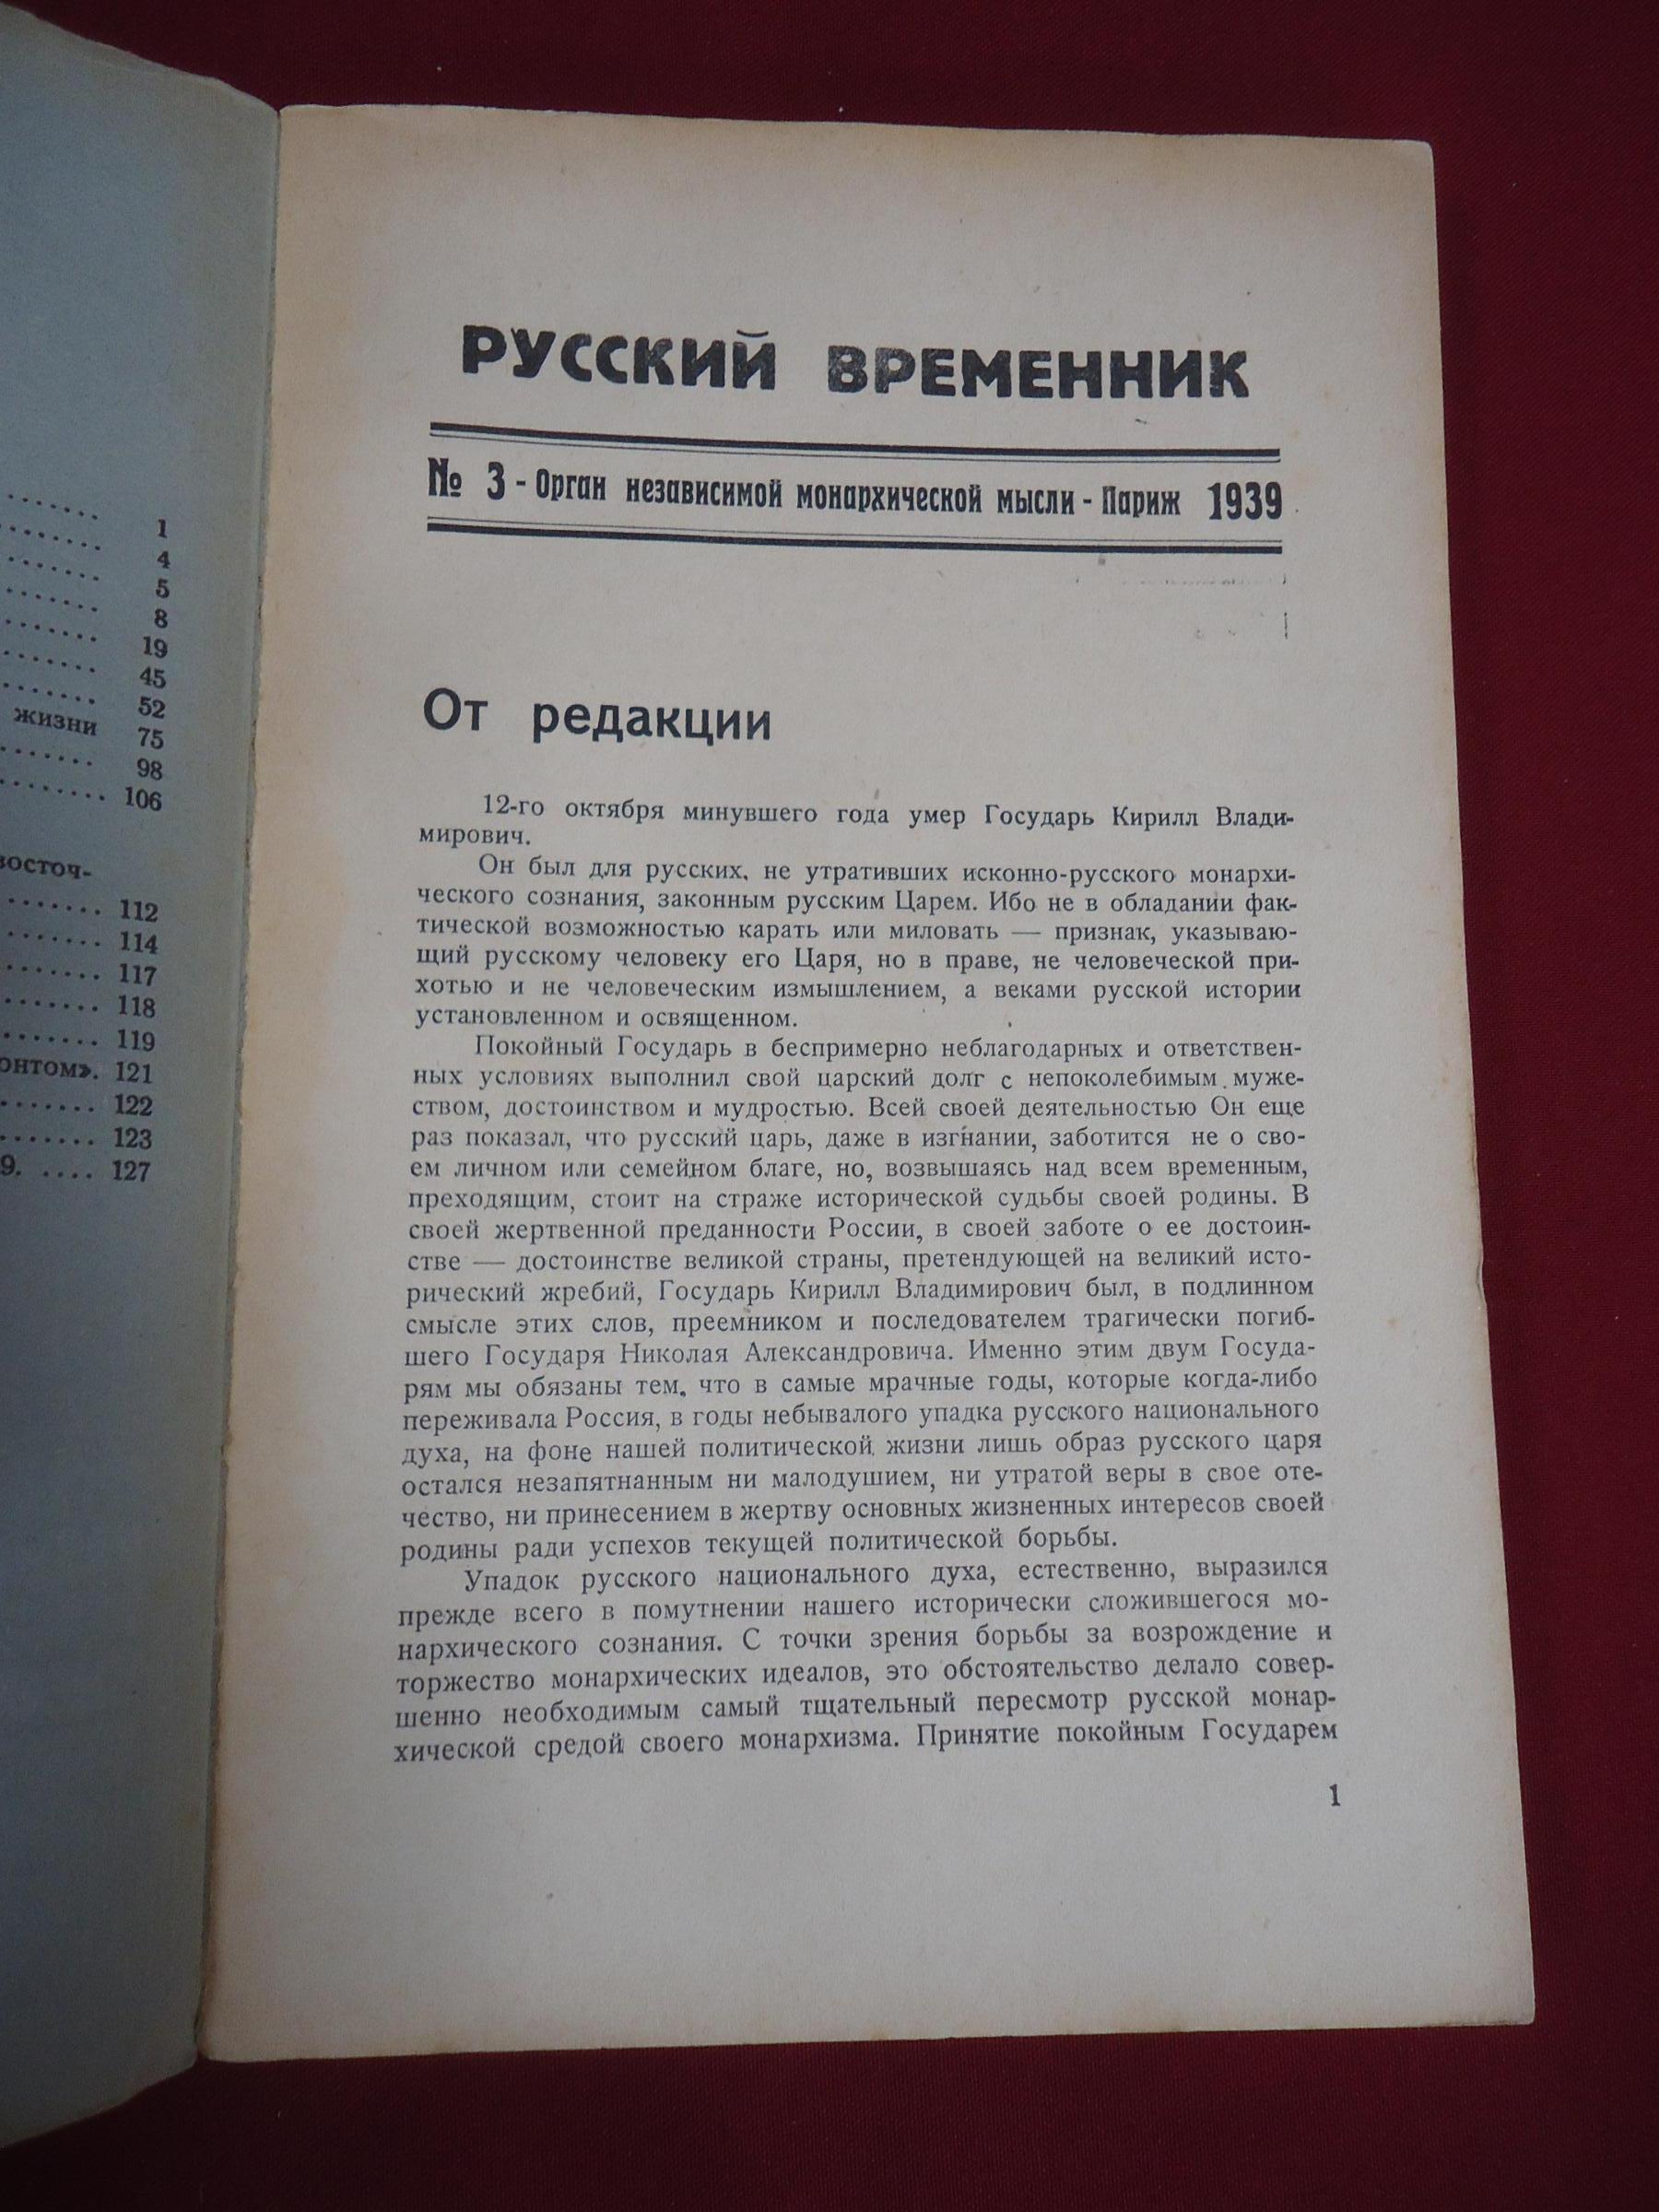 1
4
5
8
19
45
52
жизни 75
98
106
восточ-
112
114
117
118
119
онтом». 121
122
123
9. .... 127
РУССКИЙ ВРЕМЕННИК
№ 3 - Орган независимой монархической мысли - Париж 1939
От редакции
12-го октября минувшего года умер Государь Кирилл Влади-
мирович.
Он был для русских, не утративших исконно-русского монархи-
ческого сознания, законным русским Царем. Ибо не в обладании фак-
тической возможностью карать или миловать — признак, указываю-
щий русскому человеку его Царя, но в праве, не человеческой при-
хотью и не человеческим измышлением, а веками русской истории
установленном и освященном.
Покойный Государь в беспримерно неблагодарных и ответствен-
ных условиях выполнил свой царский долг с непоколебимым муже-
ством, достоинством и мудростью. Всей своей деятельностью Он еще
раз показал, что русский царь, даже в изгнании, заботится не о сво-
ем личном или семейном благе, но, возвышаясь над всем временным,
преходящим, стоит на страже исторической судьбы своей родины. В
своей жертвенной преданности России, в своей заботе о ее достоин-
стве — достоинстве великой страны, претендующей на великий исто-
рический жребий, Государь Кирилл Владимирович был, в подлинном
смысле этих слов, преемником и последователем трагически погиб-
шего Государя Николая Александровича. Именно этим двум Госуда-
рям мы обязаны тем, что в самые мрачные годы, которые когда-либо
переживала Россия, в годы небывалого упадка русского национального
духа, на фоне нашей политической жизни лишь образ русского царя
остался незапятнанным ни малодушием, ни утратой веры в свое оте-
чество, ни принесением в жертву основных жизненных интересов своей
родины ради успехов текущей политической борьбы.
Упадок русского национального духа, естественно, выразился
прежде всего в помутнении нашего исторически сложившегося мо-
нархического сознания. С точки зрения борьбы за возрождение и
торжество монархических идеалов, это обстоятельство делало совер-
шенно необходимым самый тщательный пересмотр русской монар-
хической средой своего монархизма. Принятие покойным Государем
1